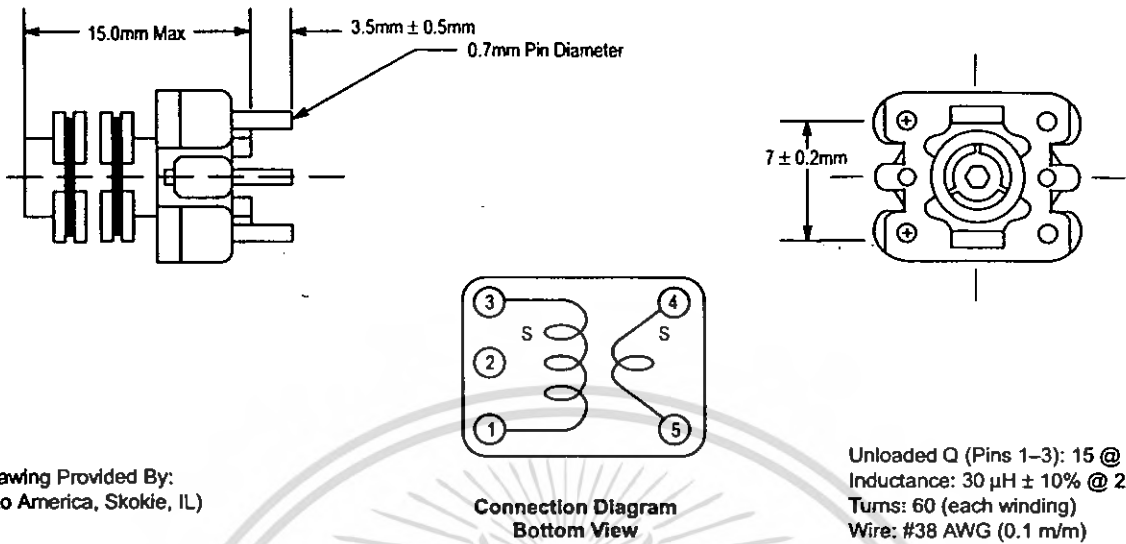 15.0mm Max
3.5mm ± 0.5mm
0.7mm Pin Diameter
7 ± 0.2mm
3
4
S
S
2
1
5
awing Provided By:
o America, Skokie, IL)
Connection Diagram
Bottom View
Unloaded Q (Pins 1–3): 15 @
Inductance: 30 µH ± 10% @ 2
Turns: 60 (each winding)
Wire: #38 AWG (0.1 m/m)